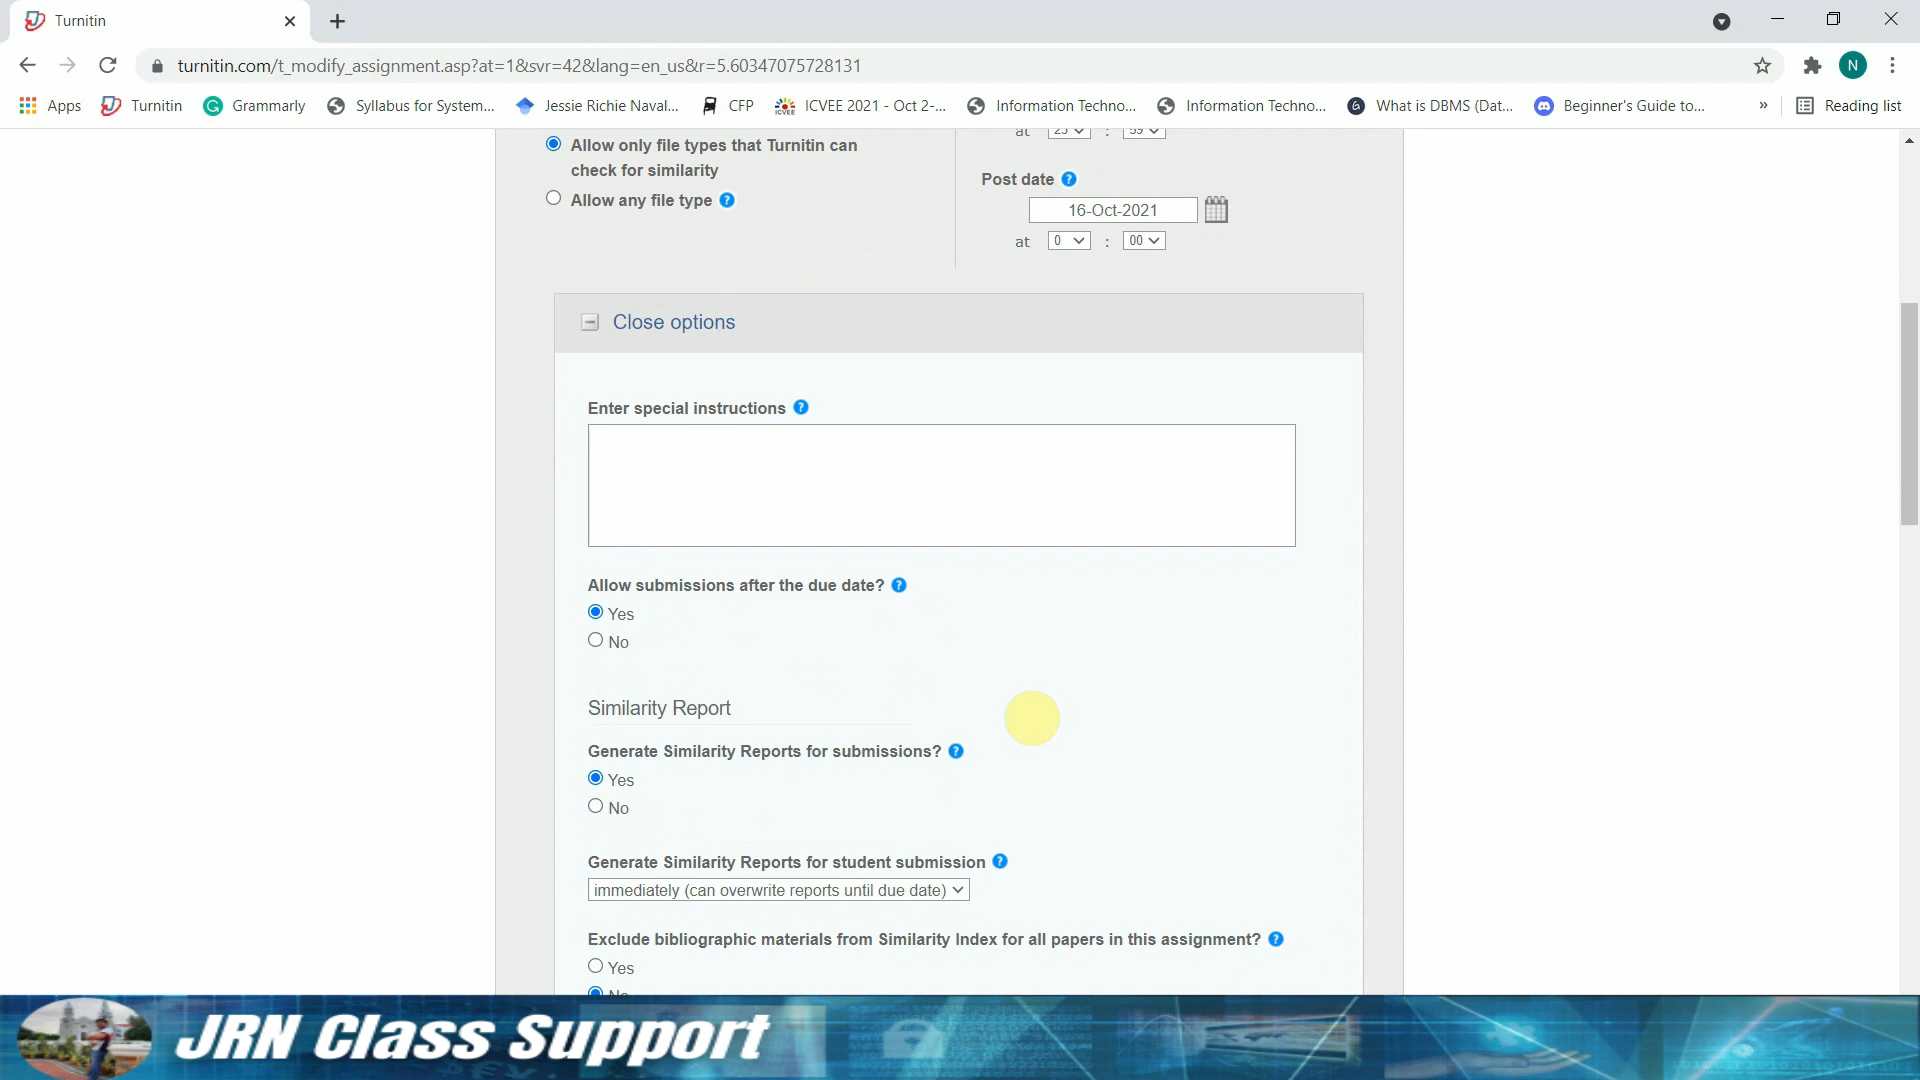 Turnitin
turnitin.com/t_modify_assignment.asp?at=1&svr=42&lang=en_us&r=5.60347075728131
N
Apps Turnitin Grammarly Syllabus for System... Jessie Richie Naval... CFP ICVEE 2021 - Oct 2-... Information Techno... Information Techno... What is DBMS (Dat... Beginner's Guide to... » Reading list
Allow only file types that Turnitin can
check for similarity
Allow any file type ?
at 23 : 59
Post date ?
16-Oct-2021
at 0 : 00
Close options
Enter special instructions ?
Allow submissions after the due date? ?
Yes
No
Similarity Report
Generate Similarity Reports for submissions? ?
Yes
No
Generate Similarity Reports for student submission ?
immediately (can overwrite reports until due date)
Exclude bibliographic materials from Similarity Index for all papers in this assignment? ?
Yes
No
JRN Class Support